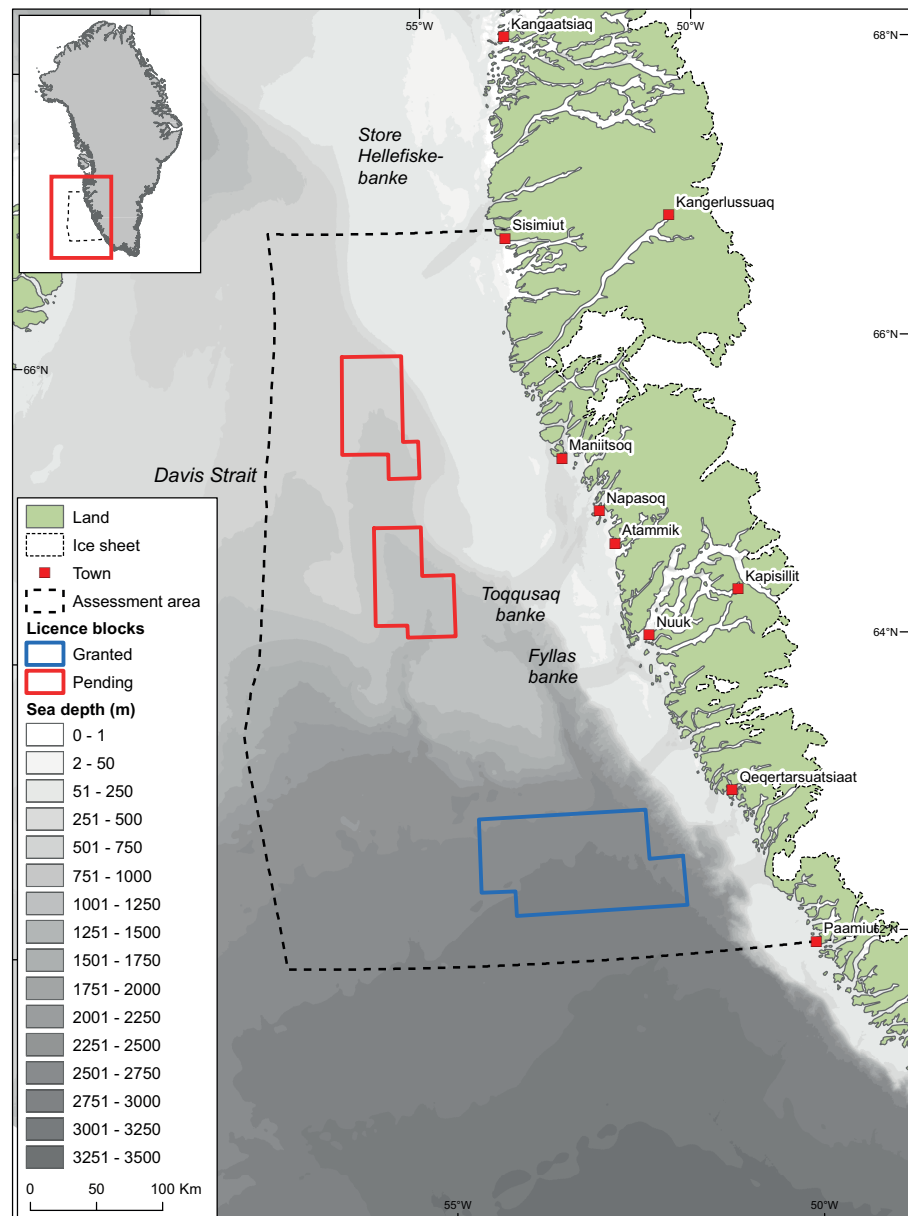 55°W
50°W
Kangaatsiaq
68°N
Store
Hellefiske-
banke
Kangerlussuaq
Sisimiut
66°N
66°N
Maniitsoq
Davis Strait
Napasoq
Atammik
Kapisillit
Toqqusaq
banke
Nuuk
64°N
Fyllas
banke
Qeqertarsuatsiaat
Paamiut
62°N
Land
Ice sheet
Town
Assessment area
Licence blocks
Granted
Pending
Sea depth (m)
0 - 1
2 - 50
51 - 250
251 - 500
501 - 750
751 - 1000
1001 - 1250
1251 - 1500
1501 - 1750
1751 - 2000
2001 - 2250
2251 - 2500
2501 - 2750
2751 - 3000
3001 - 3250
3251 - 3500
0 50 100 Km
55°W
50°W